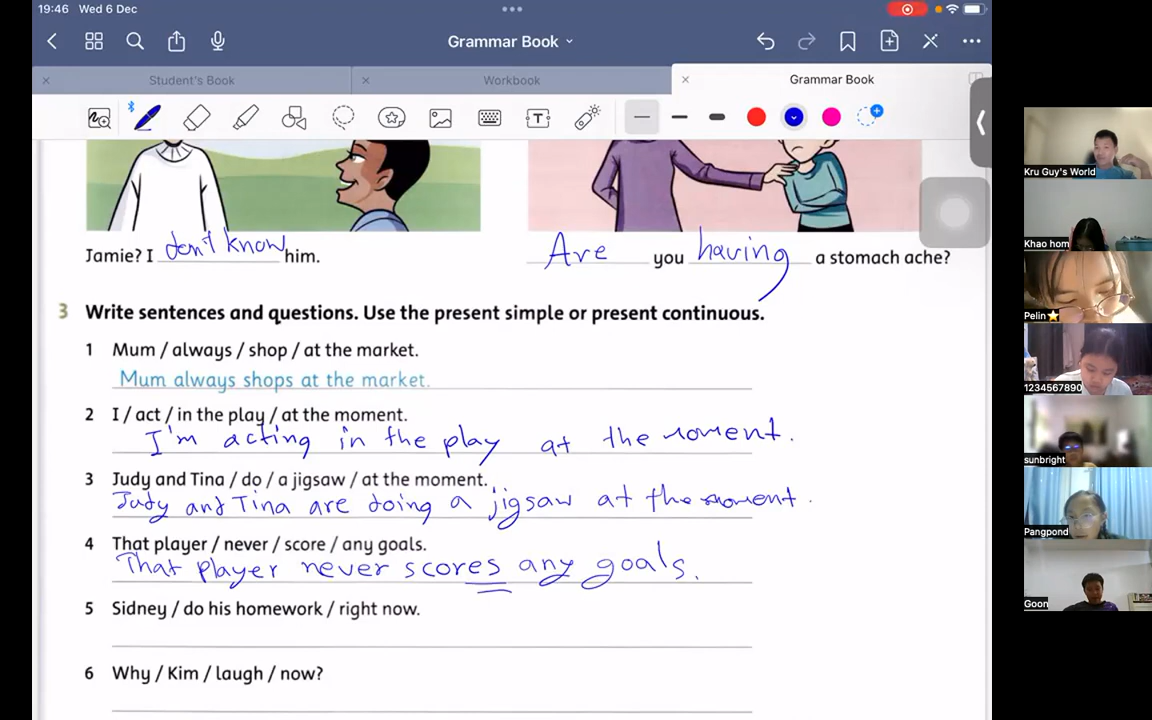 19:46 Wed 6 Dec
Grammar Book
Student's Book
Workbook
Grammar Book
Jamie? I don't know him.
Are you having a stomach ache?
3 Write sentences and questions. Use the present simple or present continuous.
1 Mum / always / shop / at the market.
Mum always shops at the market.
2 I / act / in the play / at the moment.
I'm acting in the play at the moment.
3 Judy and Tina / do / a jigsaw / at the moment.
Judy and Tina are doing a jigsaw at the moment.
4 That player / never / score / any goals.
That player never scores any goals.
5 Sidney / do his homework / right now.
6 Why / Kim / laugh / now?
Kru Guy's World
Khao hom
Pelin
1234567890
sunbright
Pangpond
Goon